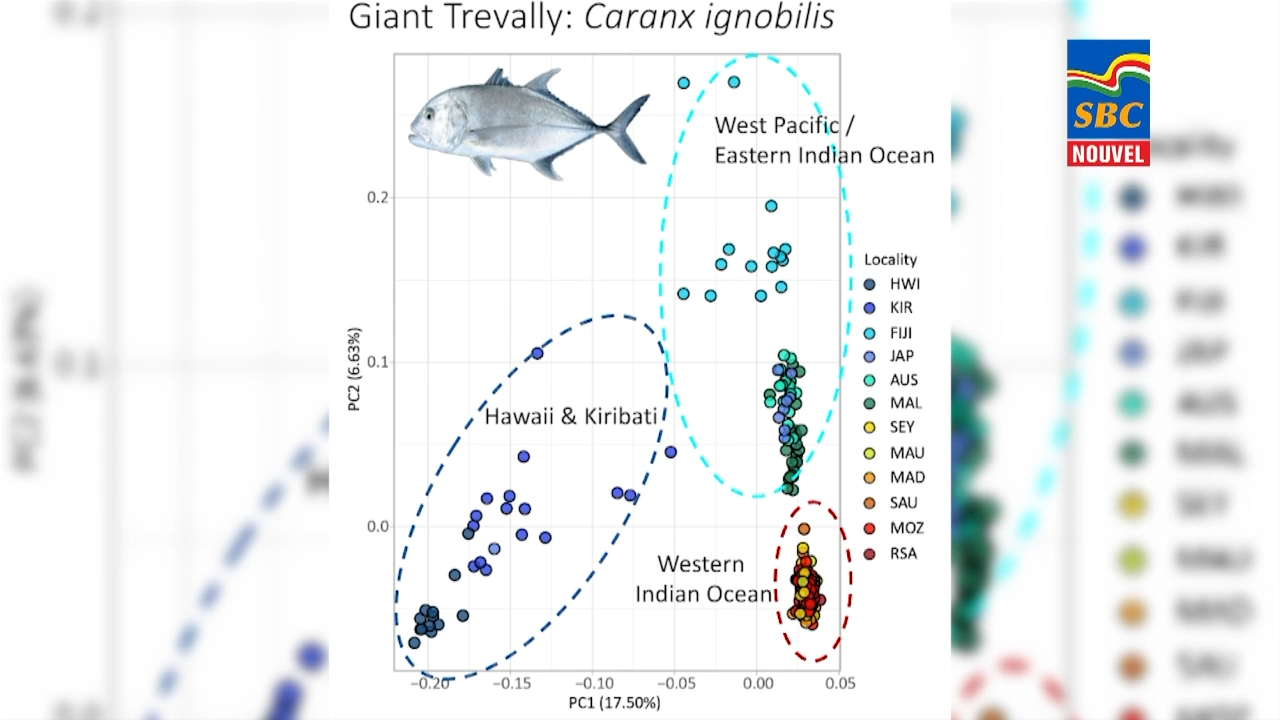 Giant Trevally: Caranx ignobilis
SBC
NOUVEL
West Pacific /
Eastern Indian Ocean
Hawaii & Kiribati
Western
Indian Ocean
Locality
HWI
KIR
FIJI
JAP
AUS
MAL
SEY
MAU
MAD
SAU
MOZ
RSA
PC2 (6.63%)
0.2
0.1
0.0
−0.20
−0.15
−0.10
−0.05
0.00
0.05
PC1 (17.50%)